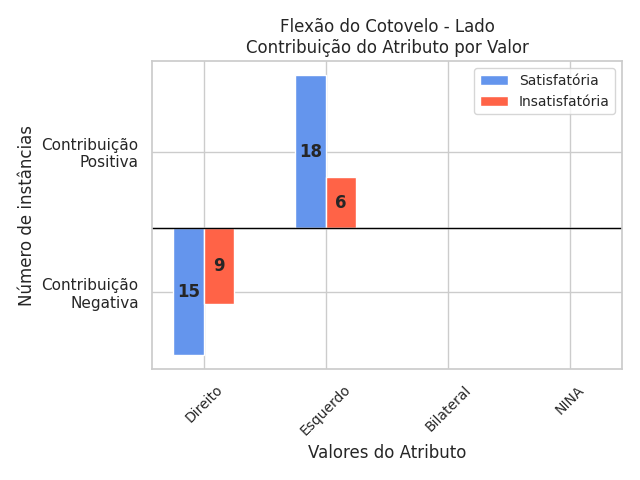 Flexão do Cotovelo - Lado
Contribuição do Atributo por Valor
Satisfatória
Insatisfatória
Número de instâncias
Contribuição
Positiva
Contribuição
Negativa
18
6
15
9
Direito
Esquerdo
Bilateral
NINA
Valores do Atributo